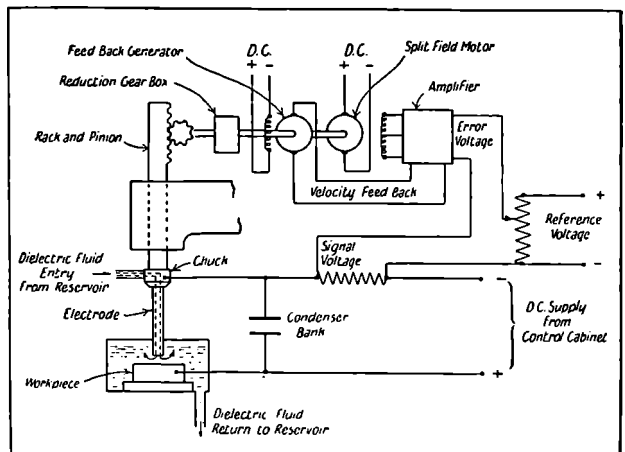 Feed Back Generator
D.C.
+ -
D.C.
+ -
Split Field Motor
Reduction Gear Box
Amplifier
Rack and Pinion
Error
Voltage
Velocity Feed Back
+
Reference
Voltage
-
Signal
Voltage
Dielectric Fluid
Entry
From Reservoir
Chuck
-
Electrode
Condenser
Bank
D.C. Supply
from
Control Cabinet
+
Workpiece
Dielectric Fluid
Return to Reservoir